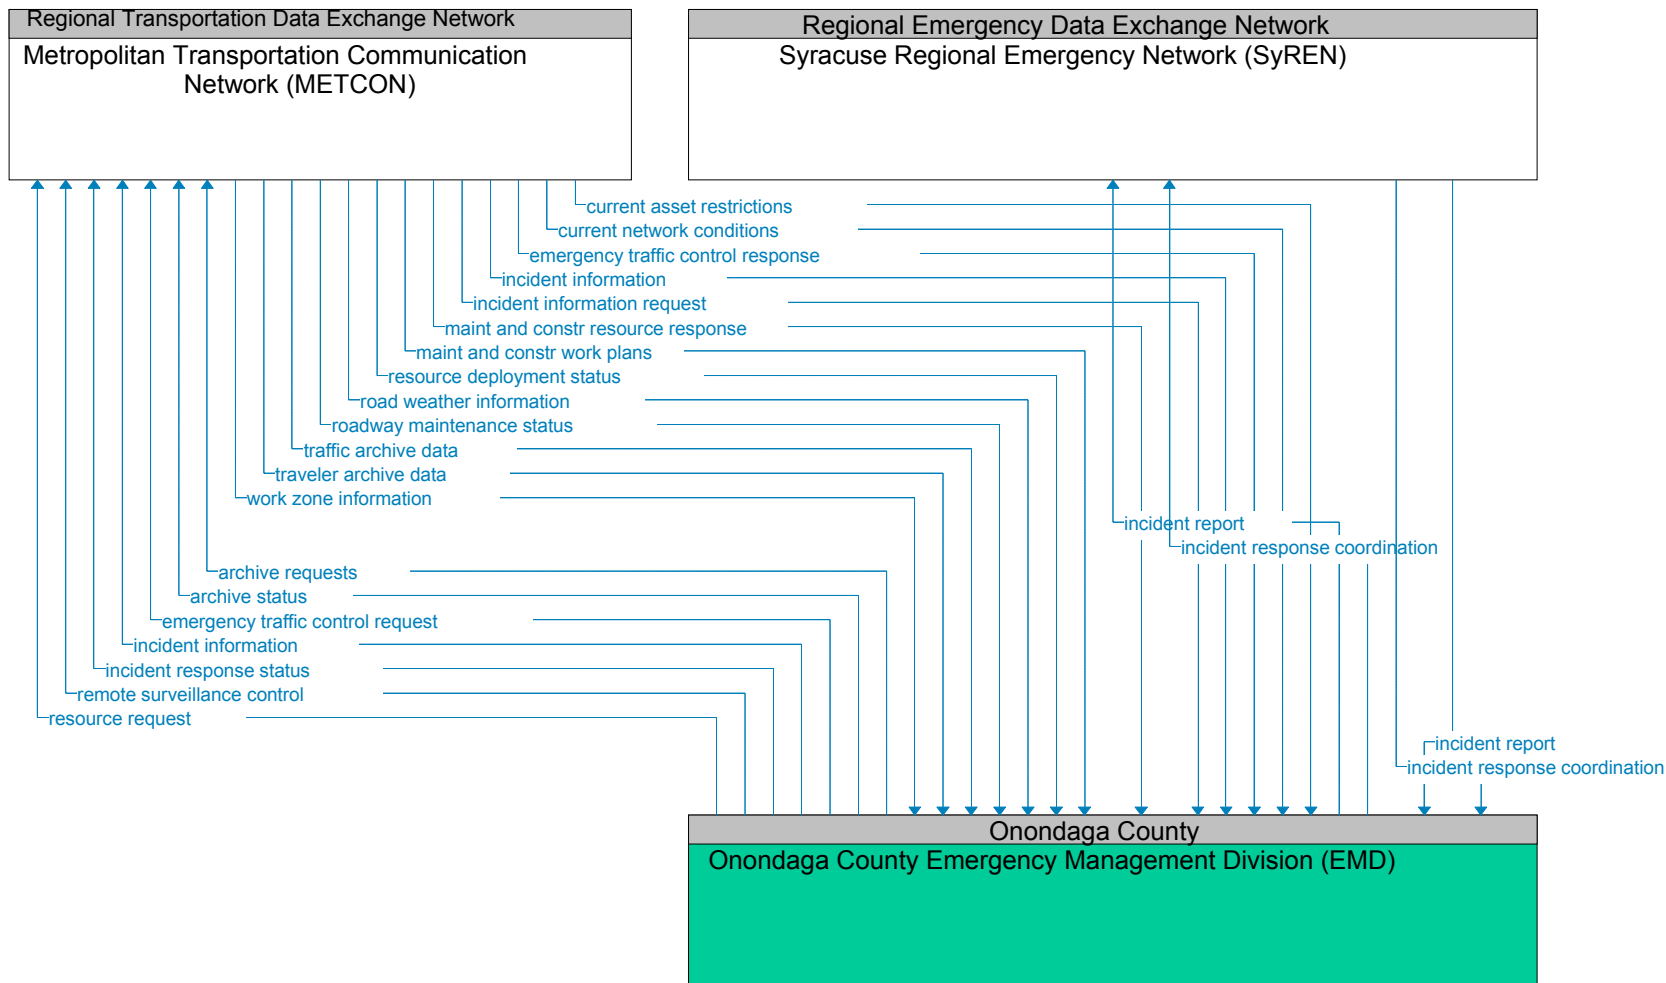 Regional Transportation Data Exchange Network
Metropolitan Transportation Communication
Network (METCON)
Regional Emergency Data Exchange Network
Syracuse Regional Emergency Network (SyREN)
current asset restrictions
current network conditions
emergency traffic control response
incident information
incident information request
maint and constr resource response
maint and constr work plans
resource deployment status
road weather information
roadway maintenance status
traffic archive data
traveler archive data
work zone information
incident report
incident response coordination
archive requests
archive status
emergency traffic control request
incident information
incident response status
remote surveillance control
resource request
incident report
incident response coordination
Onondaga County
Onondaga County Emergency Management Division (EMD)